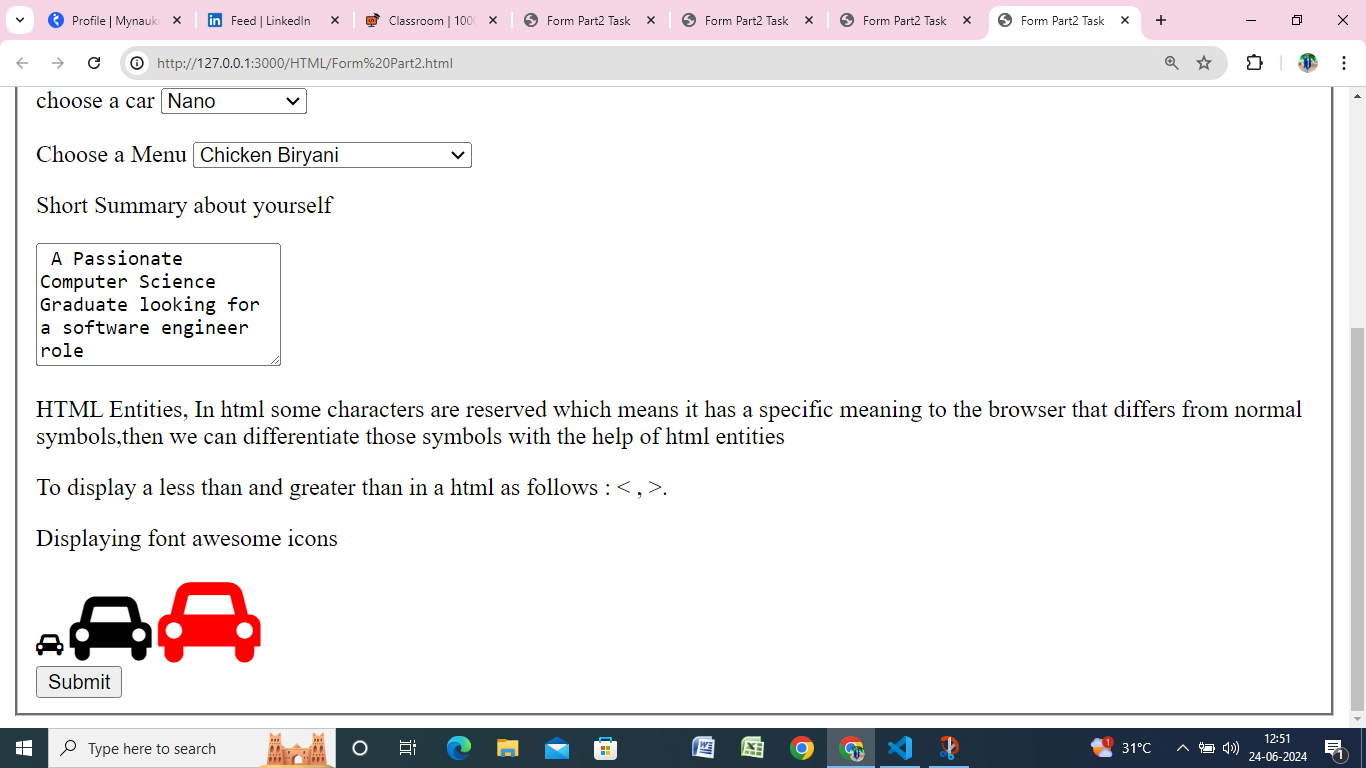 Profile | Mynauk
Feed | LinkedIn
Classroom | 100
Form Part2 Task
Form Part2 Task
Form Part2 Task
Form Part2 Task
http://127.0.0.1:3000/HTML/Form%20Part2.html
choose a car Nano
Choose a Menu Chicken Biryani
Short Summary about yourself
A Passionate
Computer Science
Graduate looking for
a software engineer
role
HTML Entities, In html some characters are reserved which means it has a specific meaning to the browser that differs from normal
symbols,then we can differentiate those symbols with the help of html entities
To display a less than and greater than in a html as follows : < , >.
Displaying font awesome icons
Submit
Type here to search
1
31°C
12:51
24-06-2024
1